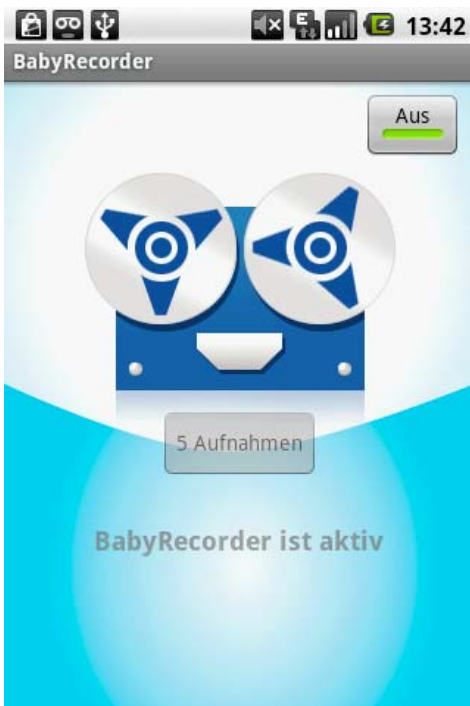 E 13:42
BabyRecorder
Aus
5 Aufnahmen
BabyRecorder ist aktiv